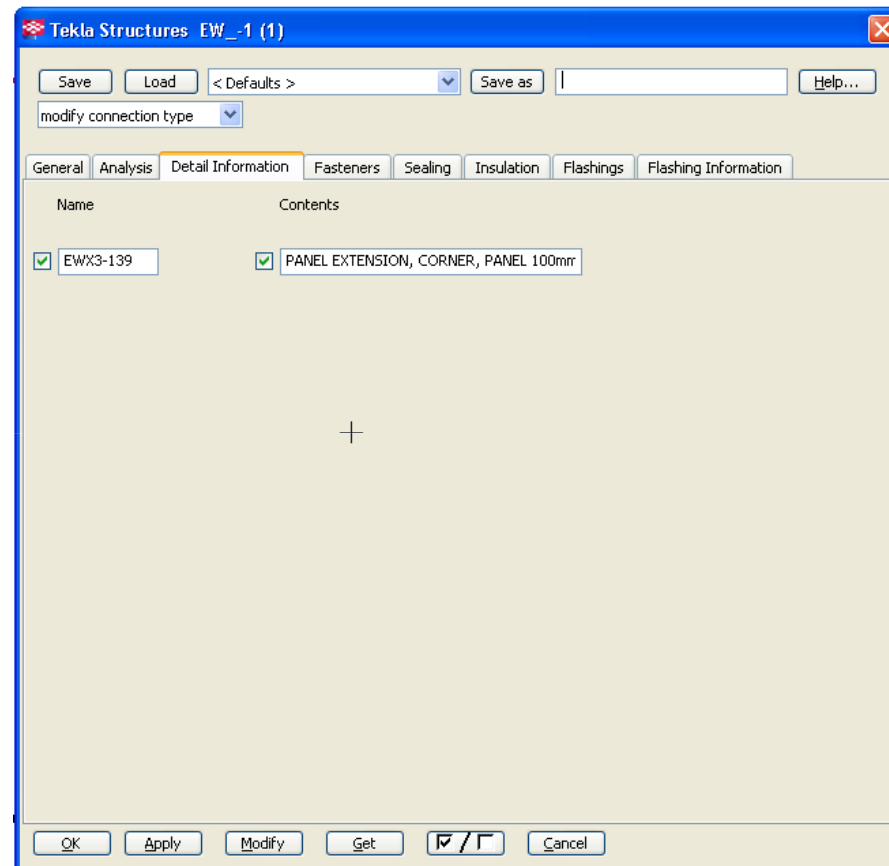 Tekla Structures EW_-1 (1)
Save Load < Defaults > Save as Help...
modify connection type
General Analysis Detail Information Fasteners Sealing Insulation Flashings Flashing Information
Name Contents
EWX3-139 PANEL EXTENSION, CORNER, PANEL 100mm
OK Apply Modify Get / Cancel